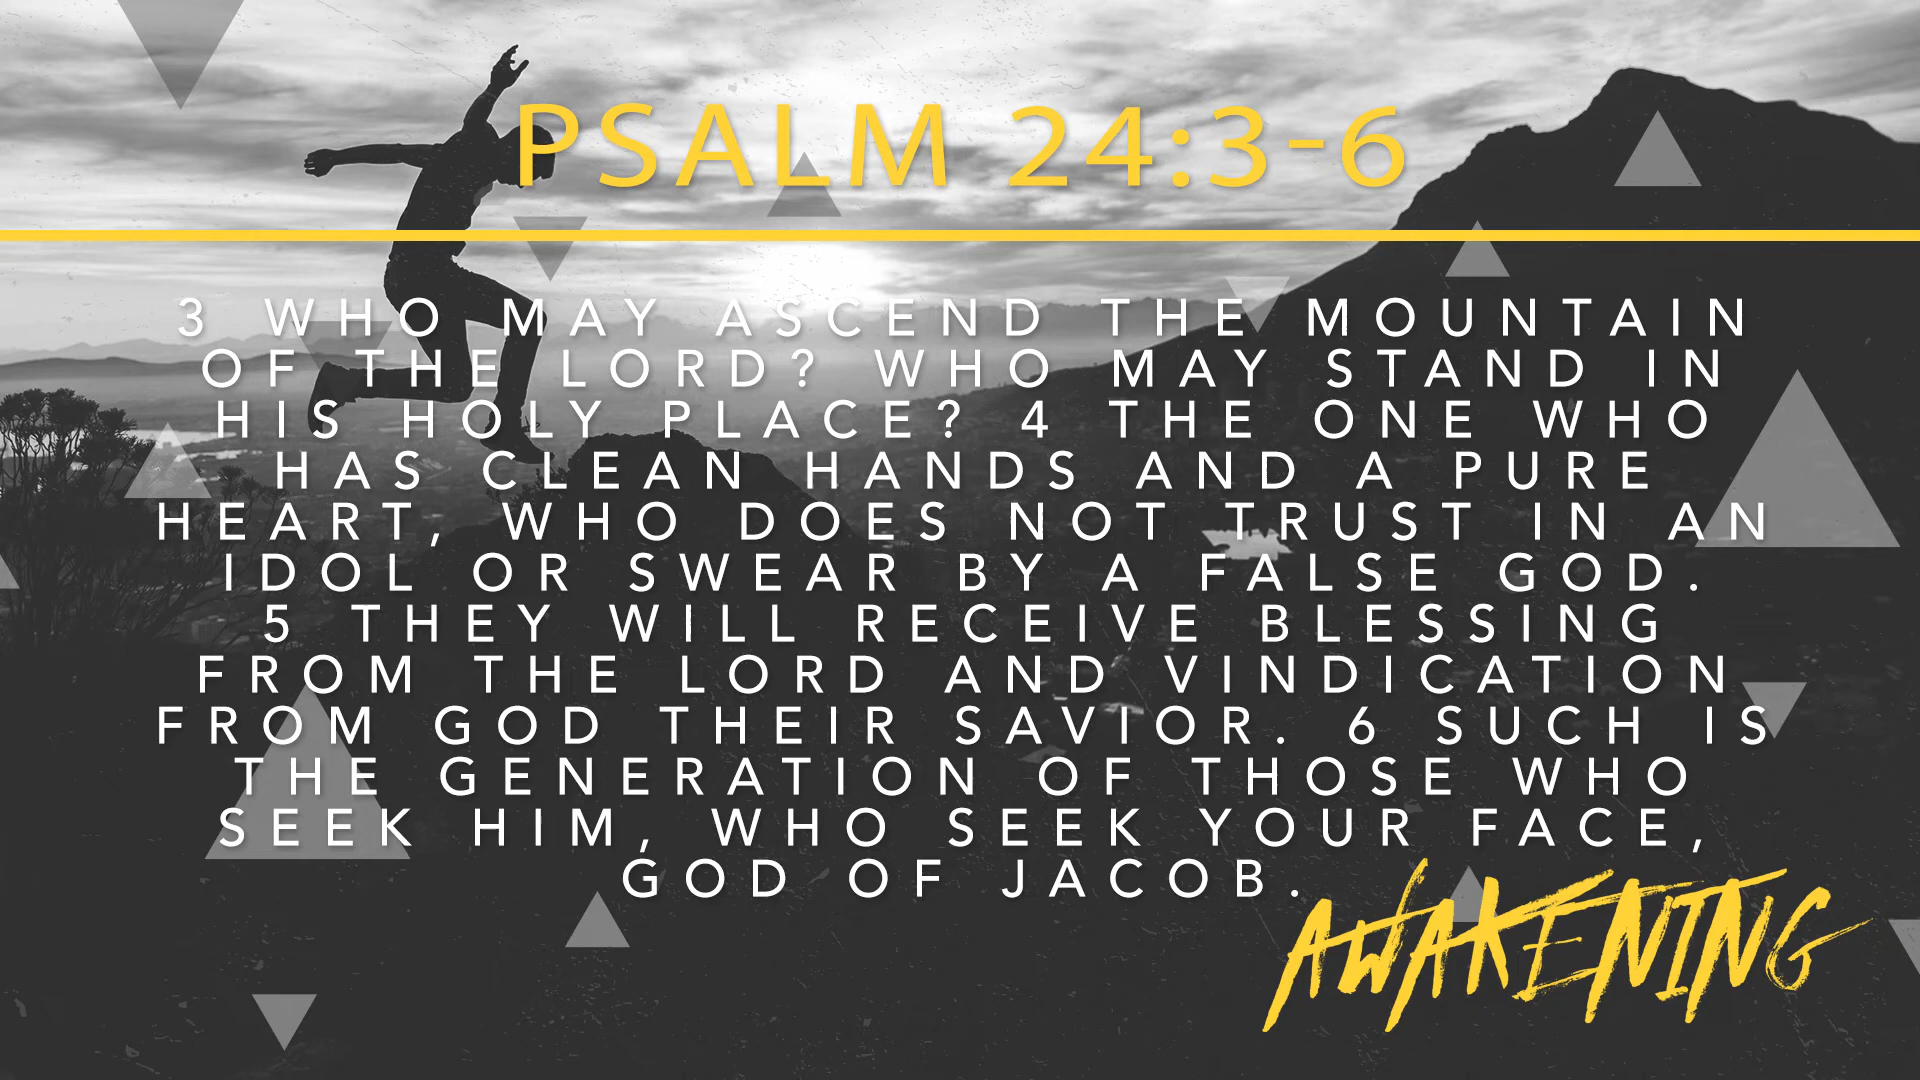 PSALM 24:3-6
3 WHO MAY ASCEND THE MOUNTAIN
OF THE LORD? WHO MAY STAND IN
HIS HOLY PLACE? 4 THE ONE WHO
HAS CLEAN HANDS AND A PURE
HEART, WHO DOES NOT TRUST IN AN
IDOL OR SWEAR BY A FALSE GOD.
5 THEY WILL RECEIVE BLESSING
FROM THE LORD AND VINDICATION
FROM GOD THEIR SAVIOR. 6 SUCH IS
THE GENERATION OF THOSE WHO
SEEK HIM, WHO SEEK YOUR FACE,
GOD OF JACOB.
AWAKENING